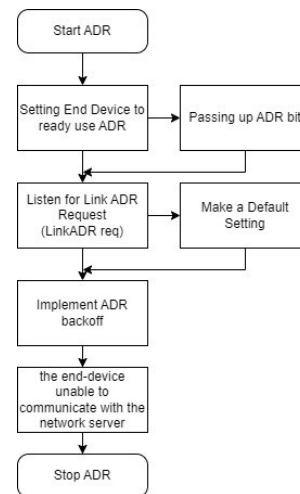 Start ADR
Setting End Device to
ready use ADR
Passing up ADR bit
Listen for Link ADR
Request
(LinkADR req)
Make a Default
Setting
Implement ADR
backoff
the end-device
unable to
communicate with the
network server
Stop ADR